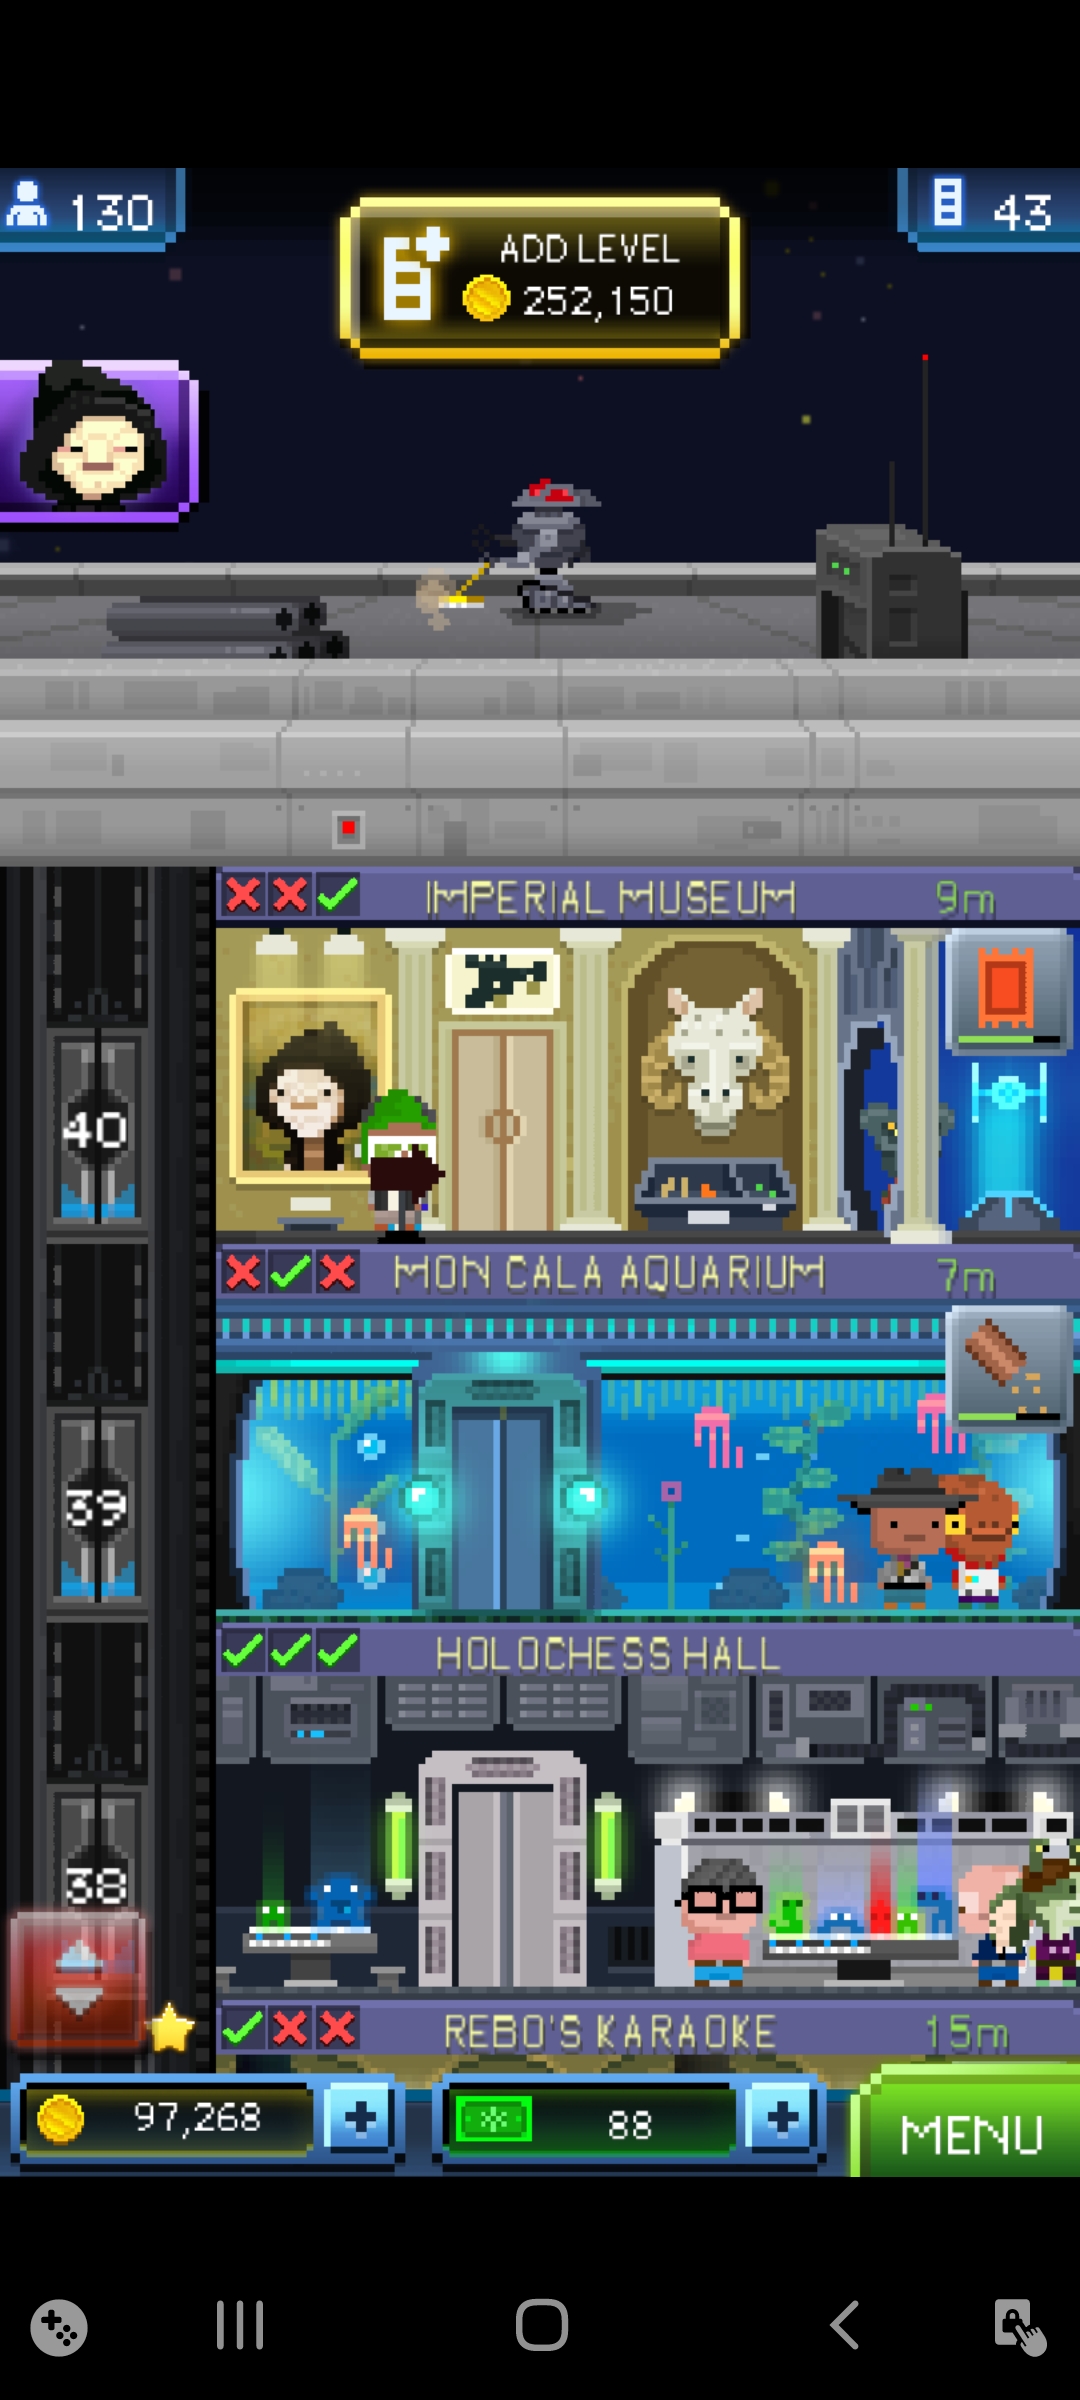 130
ADD LEVEL
252,150
43
IMPERIAL MUSEUM 9m
40
MON CALA AQUARIUM 7m
39
HOLOCHESS HALL
38
REBO'S KARAOKE 15m
97,268
88
MENU